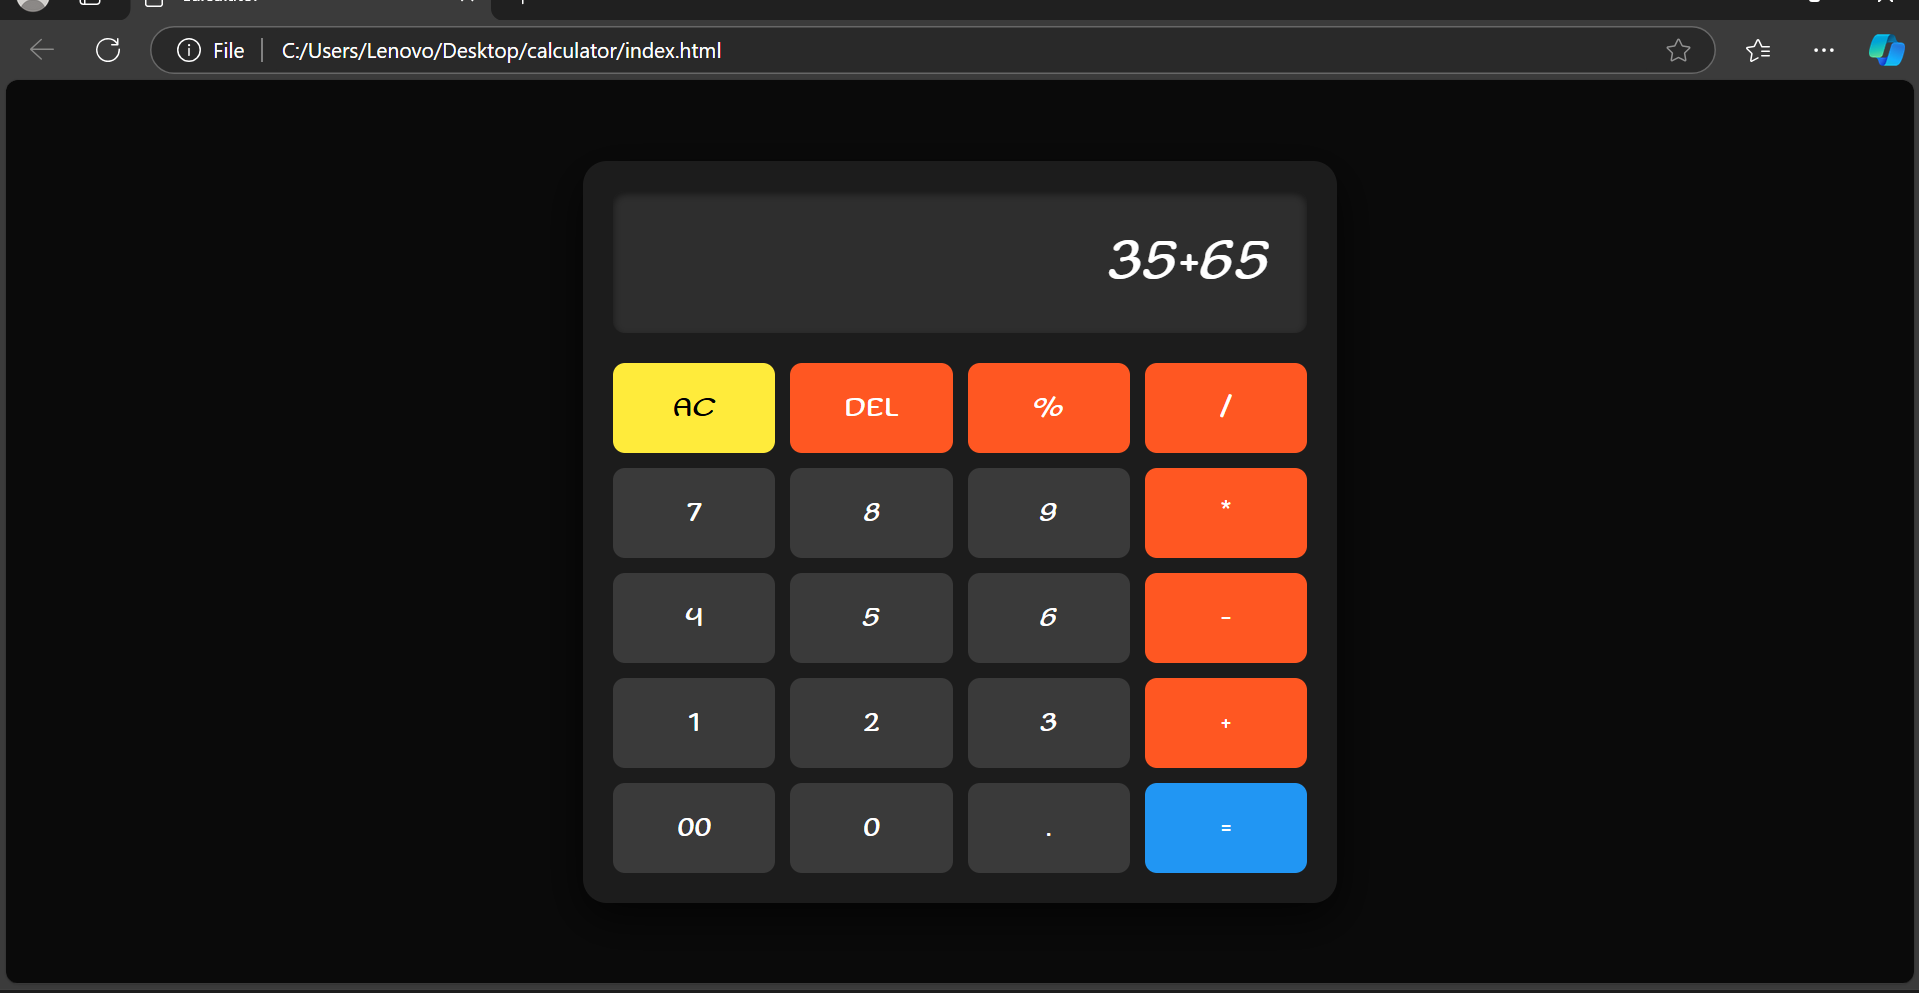 File C:/Users/Lenovo/Desktop/calculator/index.html
35+65
AC DEL % /
7 8 9 *
4 5 6 -
1 2 3 +
00 0 . =